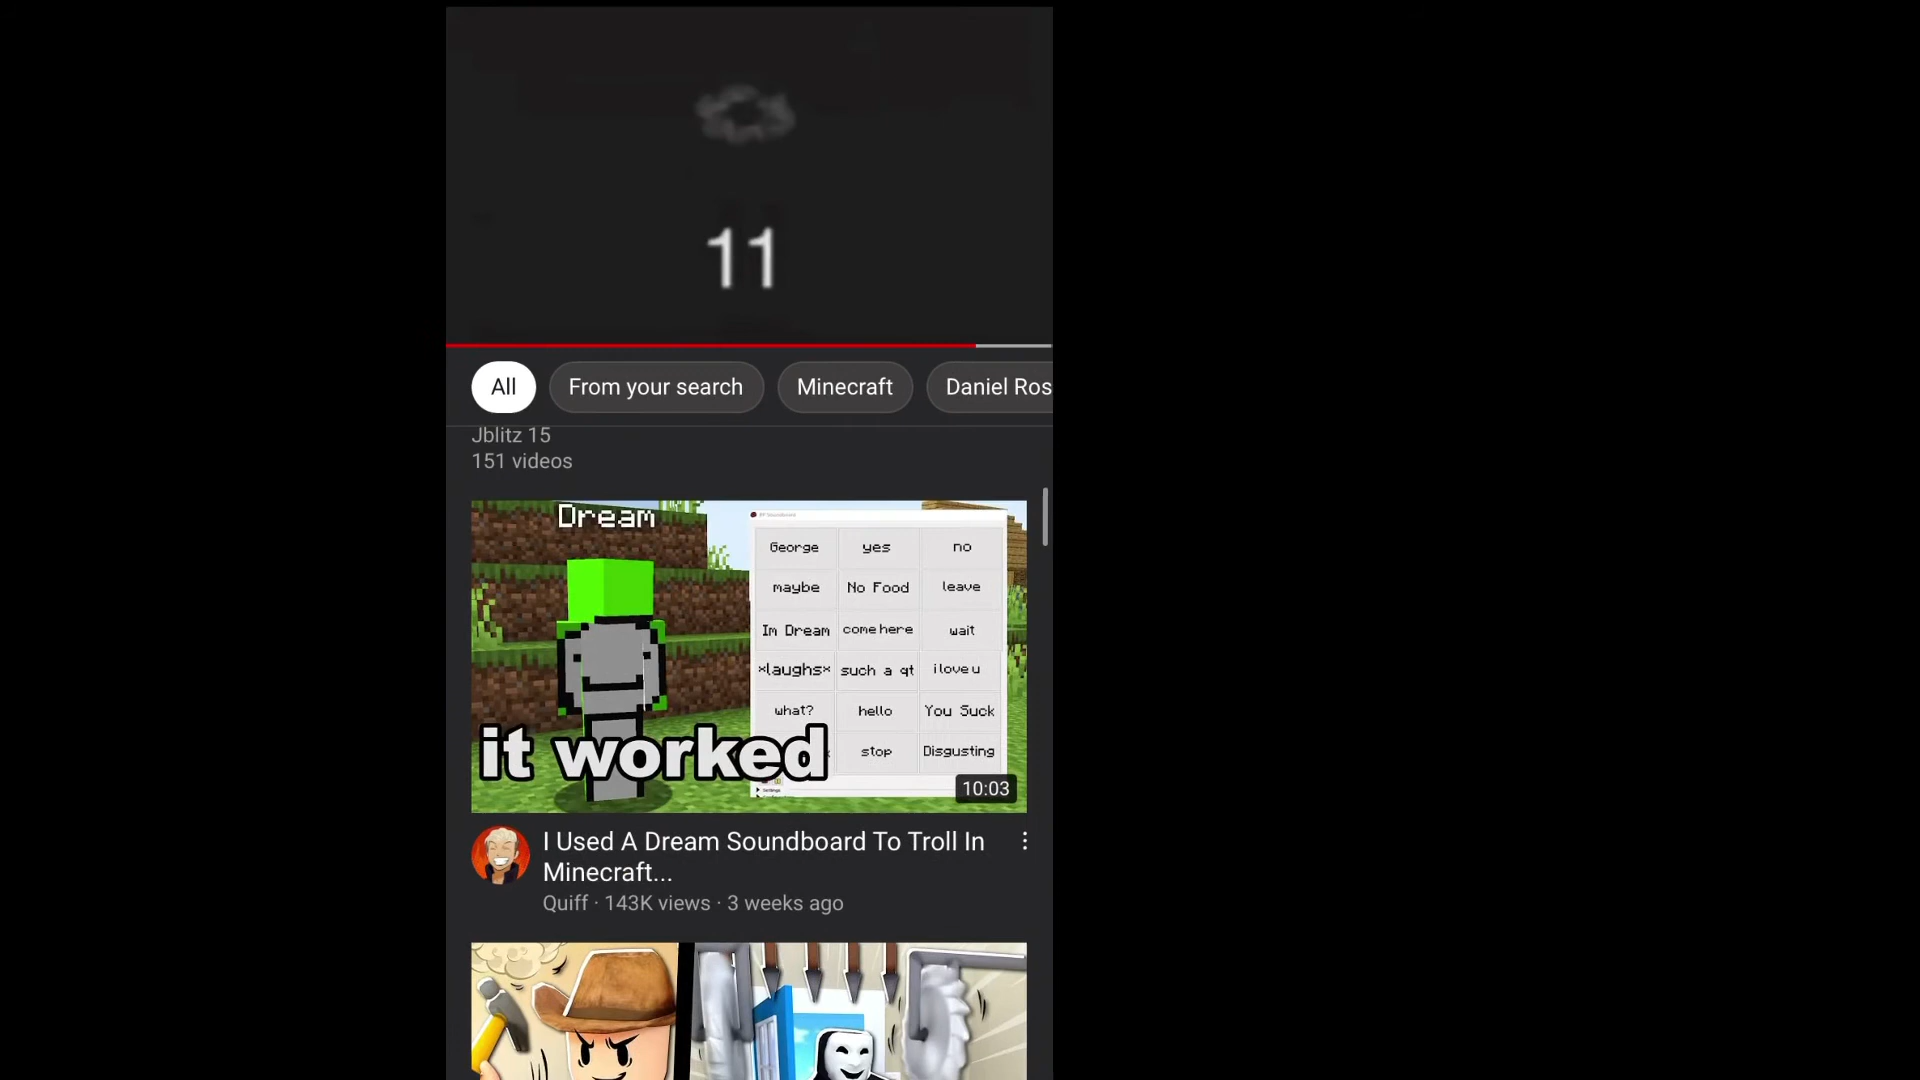 11
All From your search Minecraft Daniel Ros
Jblitz 15
151 videos
Dream
George yes no
maybe No Food leave
Im Dream come here wait
*laughs* such a qt i love u
what? hello You Suck
stop Disgusting
it worked
10:03
I Used A Dream Soundboard To Troll In
Minecraft...
Quiff · 143K views · 3 weeks ago